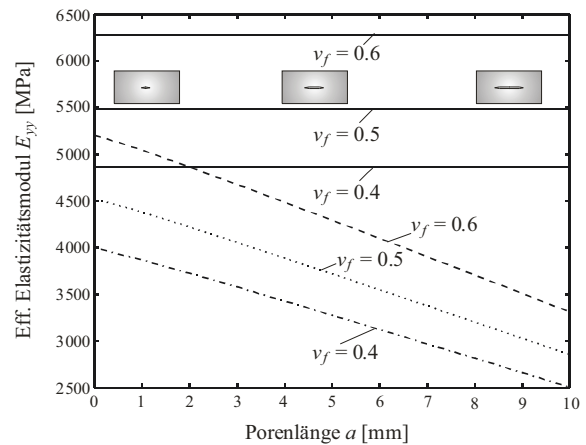 6500
6000
5500
5000
4500
4000
3500
3000
2500
Eff. Elastizitätsmodul E_yy [MPa]
v_f = 0.6
v_f = 0.5
v_f = 0.4
v_f = 0.6
v_f = 0.5
v_f = 0.4
0 1 2 3 4 5 6 7 8 9 10
Porenlänge a [mm]